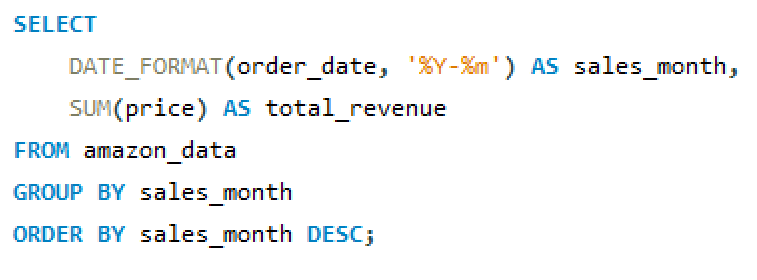 SELECT
    DATE_FORMAT(order_date, '%Y-%m') AS sales_month,
    SUM(price) AS total_revenue
FROM amazon_data
GROUP BY sales_month
ORDER BY sales_month DESC;